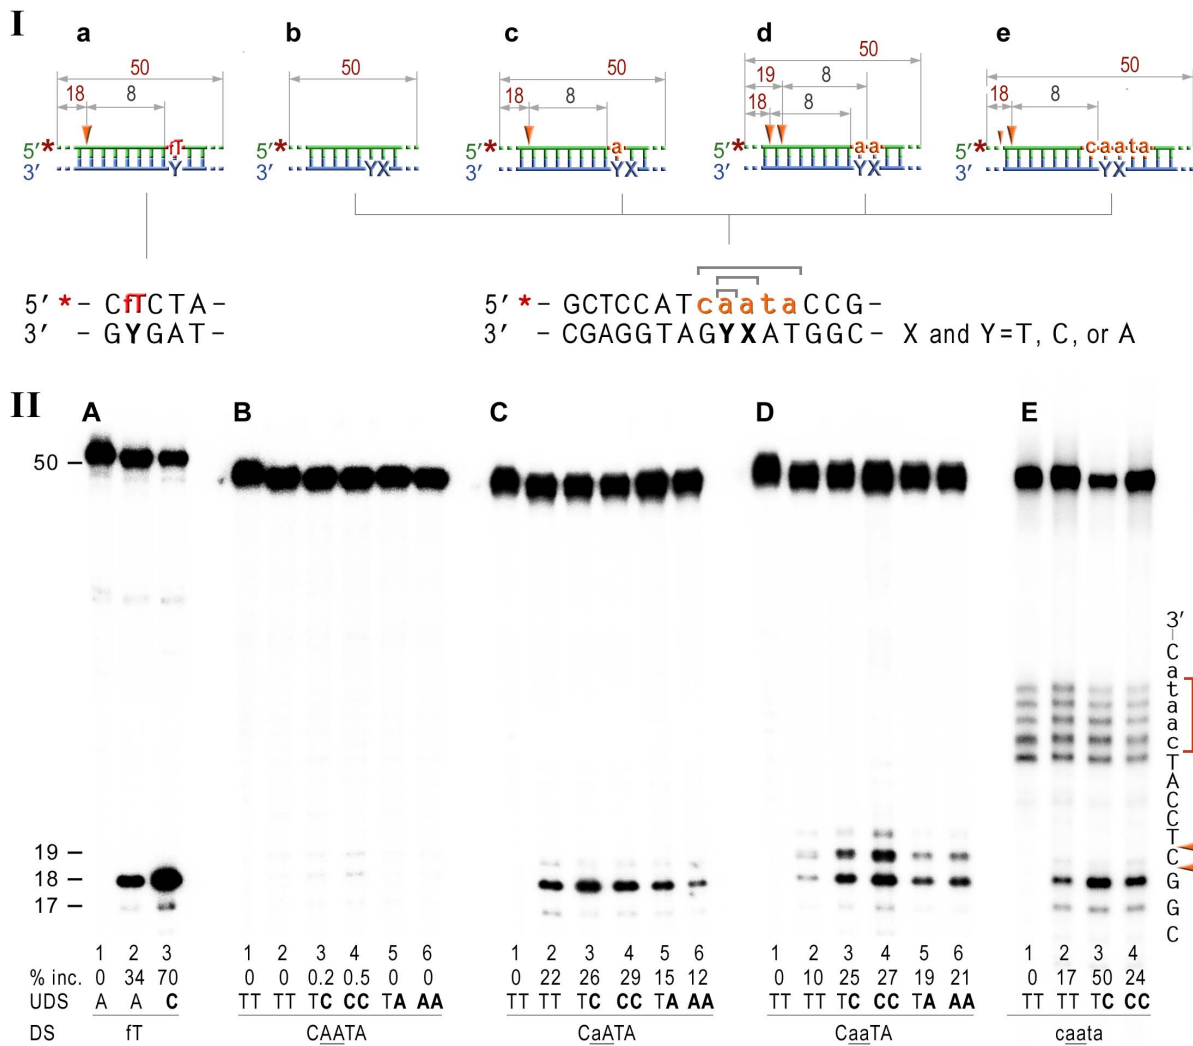 I
a b c d e
50 50 50 50 50
18 8 18 8 19 8 18 8 18 8
5′* fT 5′* 5′* a 5′* a a 5′* c a a t a
3′ Y 3′ YX 3′ YX 3′ YX 3′ YX
5′ * – C fT C T A –
3′ – G Y G A T –
5′ * – G C T C C A T c a a t a C C G –
3′ – C G A G G T A G Y X A T G G C – X and Y = T, C, or A
II
A B C D E
50 –
19 –
18 –
17 –
3′
C
a
t
a
a
c
T
A
C
C
T
C
G
G
C
1 2 3 1 2 3 4 5 6 1 2 3 4 5 6 1 2 3 4 5 6 1 2 3 4
% inc. 0 34 70 0 0 0.2 0.5 0 0 0 22 26 29 15 12 0 10 25 27 19 21 0 17 50 24
UDS A A C TT TT TC CC TA AA TT TT TC CC TA AA TT TT TC CC TA AA TT TT TC CC
DS fT CAATA CaATA CaaTA caata